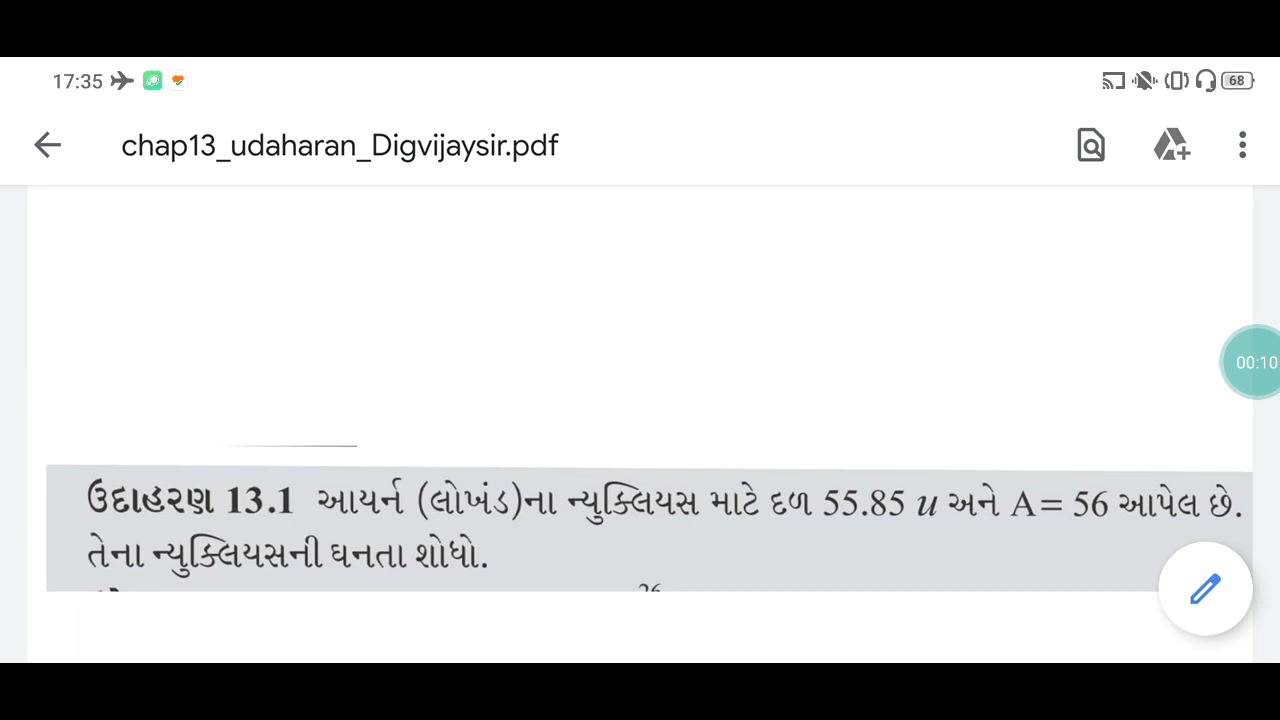 17:35
68
chap13_udaharan_Digvijaysir.pdf
00:10
ઉદાહરણ 13.1 આયર્ન (લોખંડ)ના ન્યુક્લિયસ માટે દળ 55.85 u અને A= 56 આપેલ છે.
તેના ન્યુક્લિયસની ઘનતા શોધો.